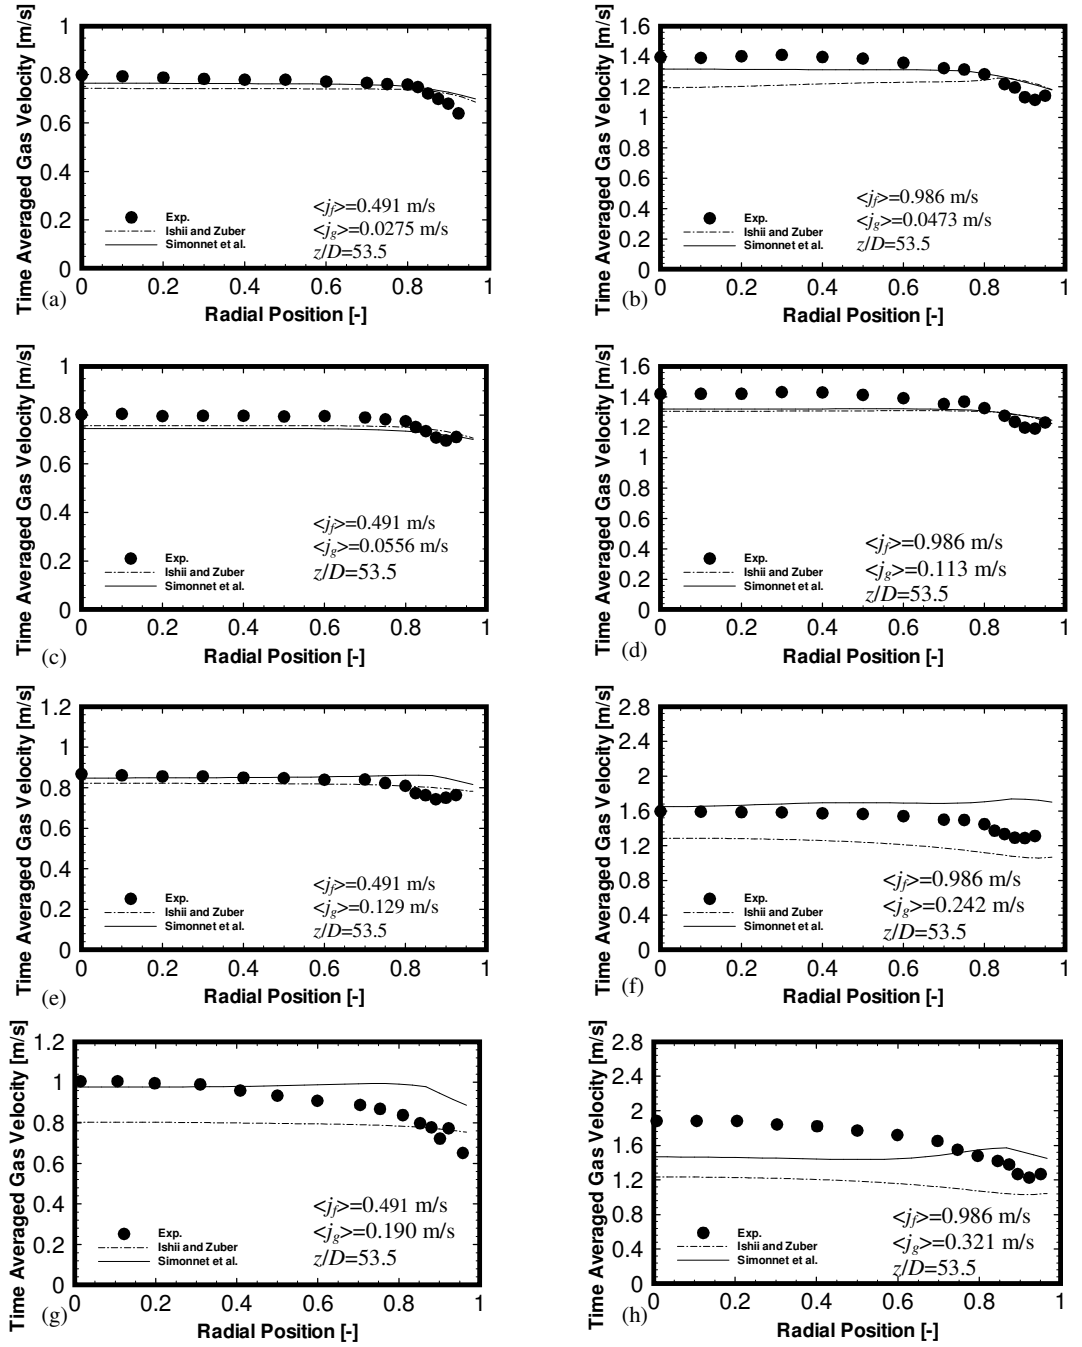 Time Averaged Gas Velocity [m/s]
1
0.8
0.6
0.4
0.2
0
Exp.
Ishii and Zuber
Simonnet et al.
<jf>=0.491 m/s
<jg>=0.0275 m/s
z/D=53.5
0 0.2 0.4 0.6 0.8 1
(a)
Radial Position [-]
Time Averaged Gas Velocity [m/s]
1.6
1.4
1.2
1
0.8
0.6
0.4
0.2
0
Exp.
Ishii and Zuber
Simonnet et al.
<jf>=0.986 m/s
<jg>=0.0473 m/s
z/D=53.5
0 0.2 0.4 0.6 0.8 1
(b)
Radial Position [-]
Time Averaged Gas Velocity [m/s]
1
0.8
0.6
0.4
0.2
0
Exp.
Ishii and Zuber
Simonnet et al.
<jf>=0.491 m/s
<jg>=0.0556 m/s
z/D=53.5
0 0.2 0.4 0.6 0.8 1
(c)
Radial Position [-]
Time Averaged Gas Velocity [m/s]
1.6
1.4
1.2
1
0.8
0.6
0.4
0.2
0
Exp.
Ishii and Zuber
Simonnet et al.
<jf>=0.986 m/s
<jg>=0.113 m/s
z/D=53.5
0 0.2 0.4 0.6 0.8 1
(d)
Radial Position [-]
Time Averaged Gas Velocity [m/s]
1.2
1
0.8
0.6
0.4
0.2
0
Exp.
Ishii and Zuber
Simonnet et al.
<jf>=0.491 m/s
<jg>=0.129 m/s
z/D=53.5
0 0.2 0.4 0.6 0.8 1
(e)
Radial Position [-]
Time Averaged Gas Velocity [m/s]
2.8
2.4
2
1.6
1.2
0.8
0.4
0
Exp.
Ishii and Zuber
Simonnet et al.
<jf>=0.986 m/s
<jg>=0.242 m/s
z/D=53.5
0 0.2 0.4 0.6 0.8 1
(f)
Radial Position [-]
Time Averaged Gas Velocity [m/s]
1.2
1
0.8
0.6
0.4
0.2
0
Exp.
Ishii and Zuber
Simonnet et al.
<jf>=0.491 m/s
<jg>=0.190 m/s
z/D=53.5
0 0.2 0.4 0.6 0.8 1
(g)
Radial Position [-]
Time Averaged Gas Velocity [m/s]
2.8
2.4
2
1.6
1.2
0.8
0.4
0
Exp.
Ishii and Zuber
Simonnet et al.
<jf>=0.986 m/s
<jg>=0.321 m/s
z/D=53.5
0 0.2 0.4 0.6 0.8 1
(h)
Radial Position [-]